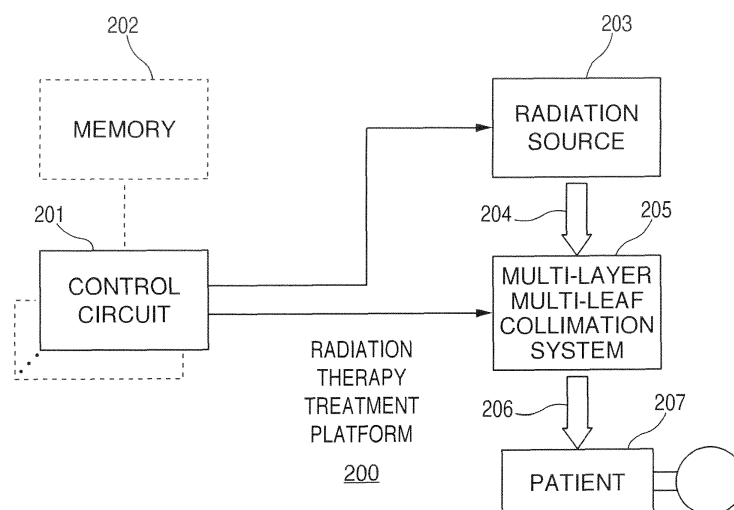 202
MEMORY
203
RADIATION
SOURCE
201
CONTROL
CIRCUIT
204
205
MULTI-LAYER
MULTI-LEAF
COLLIMATION
SYSTEM
RADIATION
THERAPY
TREATMENT
PLATFORM
200
206
207
PATIENT